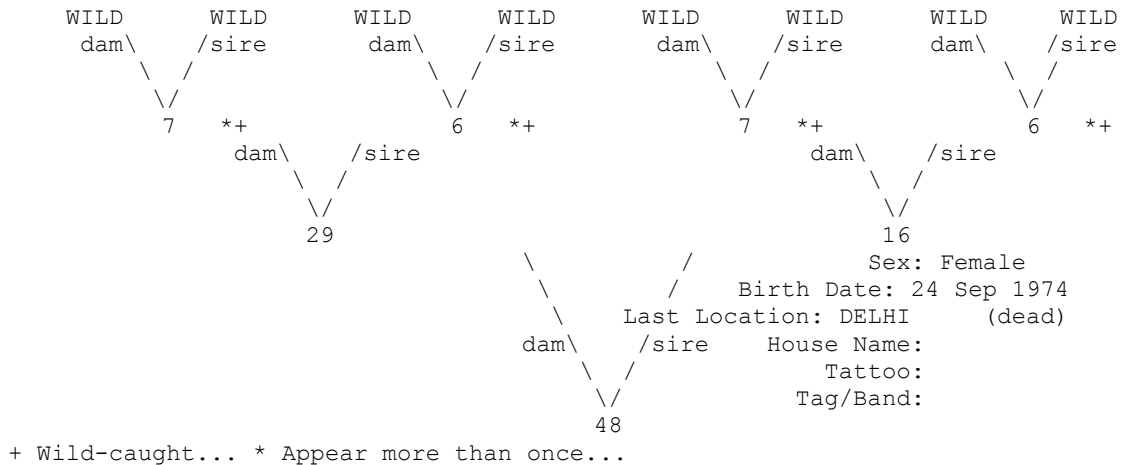 WILD WILD WILD WILD WILD WILD WILD WILD
dam\ /sire dam\ /sire dam\ /sire dam\ /sire
\ / \ / \ / \ /
\/ \/ \/ \/
7 *+ 6 *+ 7 *+ 6 *+
dam\ /sire dam\ /sire
\ / \ /
\/ \/
29 16
\ / Sex: Female
\ / Birth Date: 24 Sep 1974
\ Last Location: DELHI (dead)
dam\ /sire House Name:
\ / Tattoo:
\/ Tag/Band:
48
+ Wild-caught... * Appear more than once...